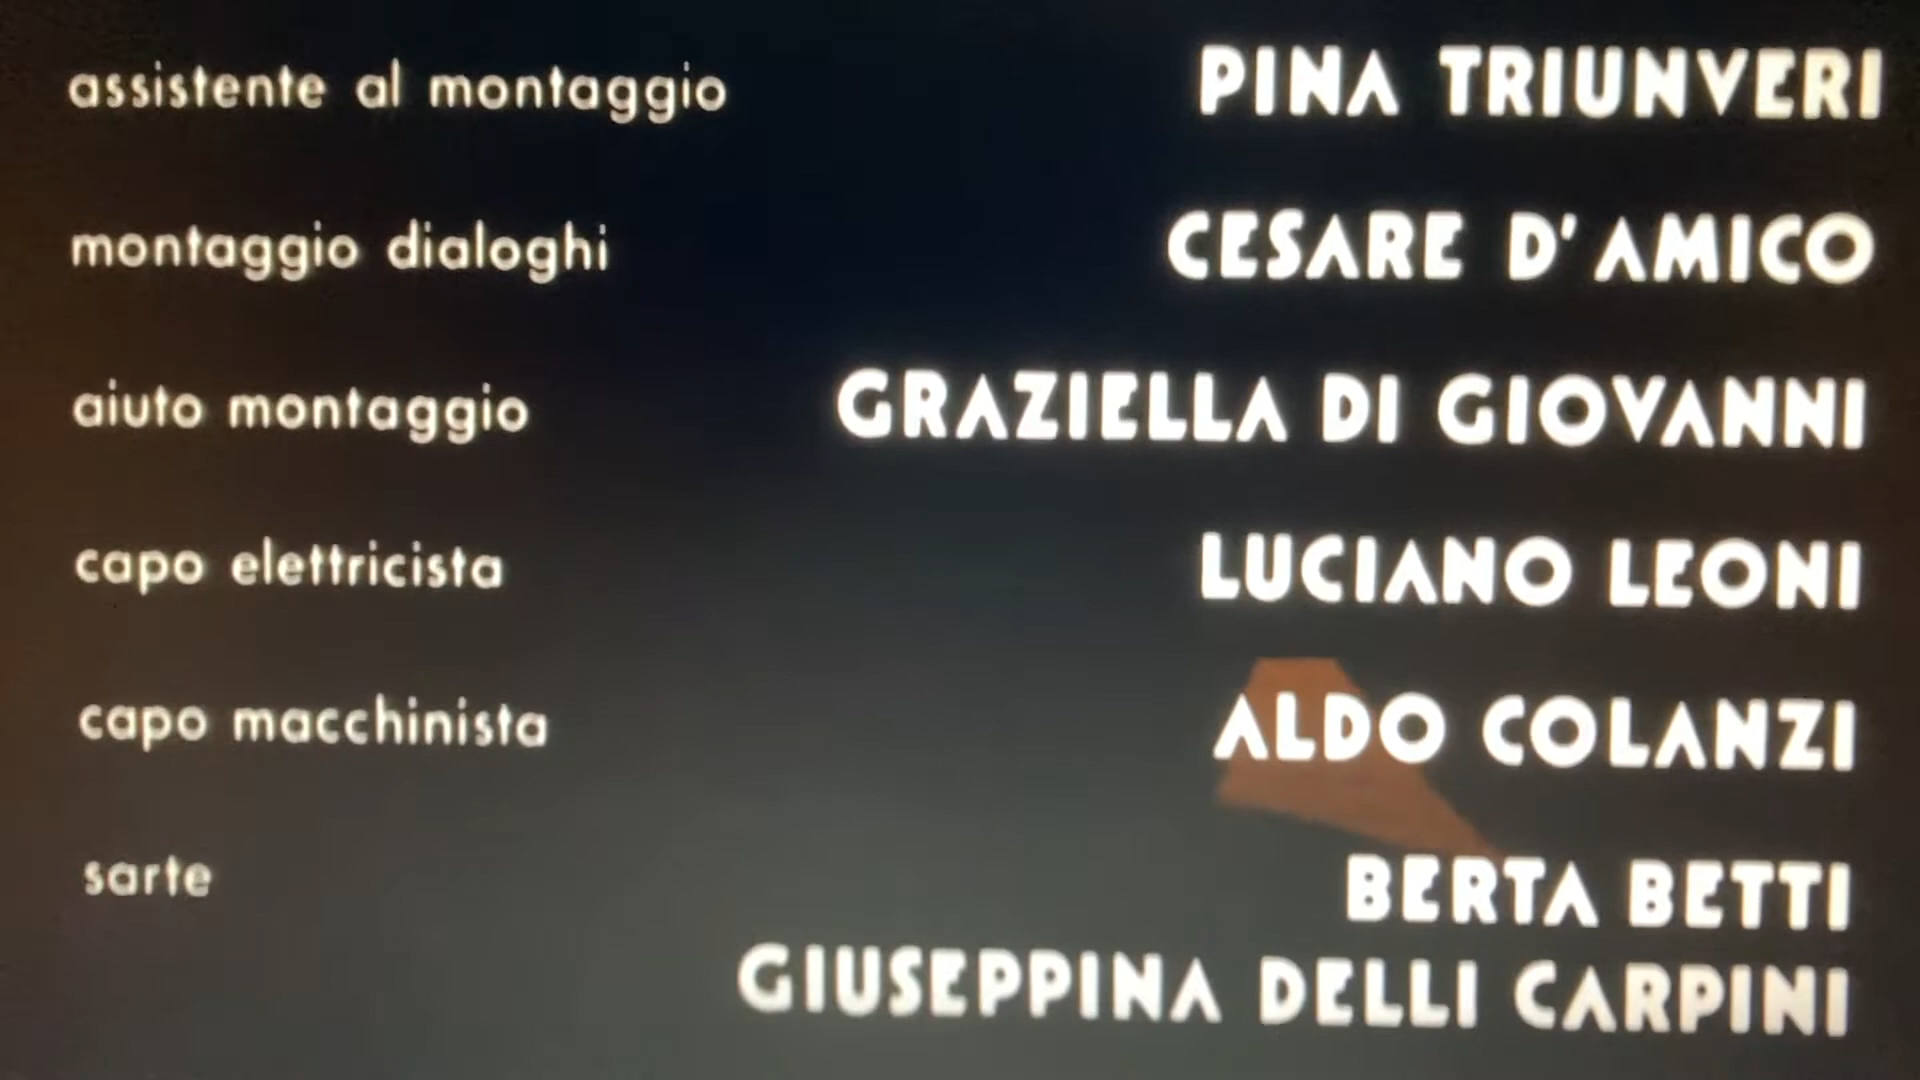 assistente al montaggio PINA TRIUNVERI
montaggio dialoghi CESARE D'AMICO
aiuto montaggio GRAZIELLA DI GIOVANNI
capo elettricista LUCIANO LEONI
capo macchinista ALDO COLANZI
sarte BERTA BETTI
GIUSEPPINA DELLI CARPINI